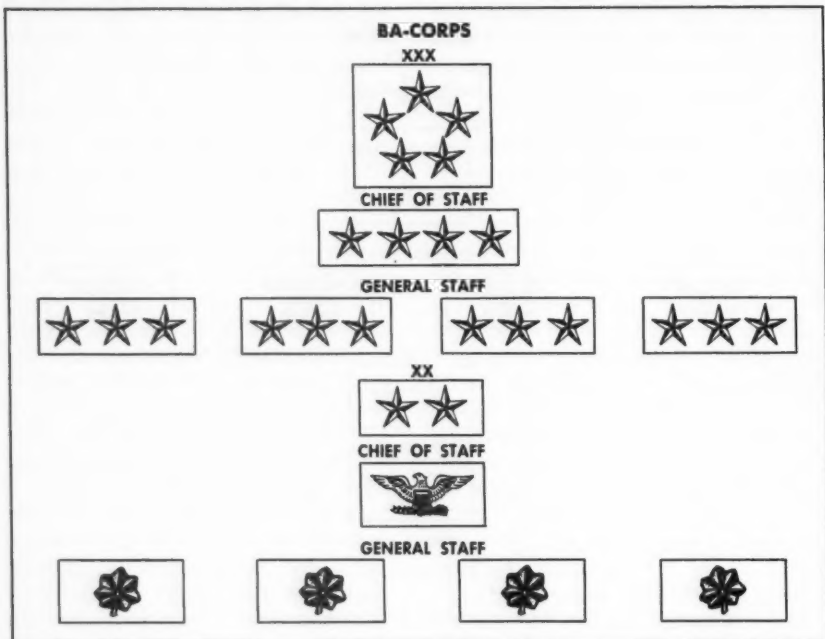 BA-CORPS
XXX
CHIEF OF STAFF
GENERAL STAFF
XX
CHIEF OF STAFF
GENERAL STAFF